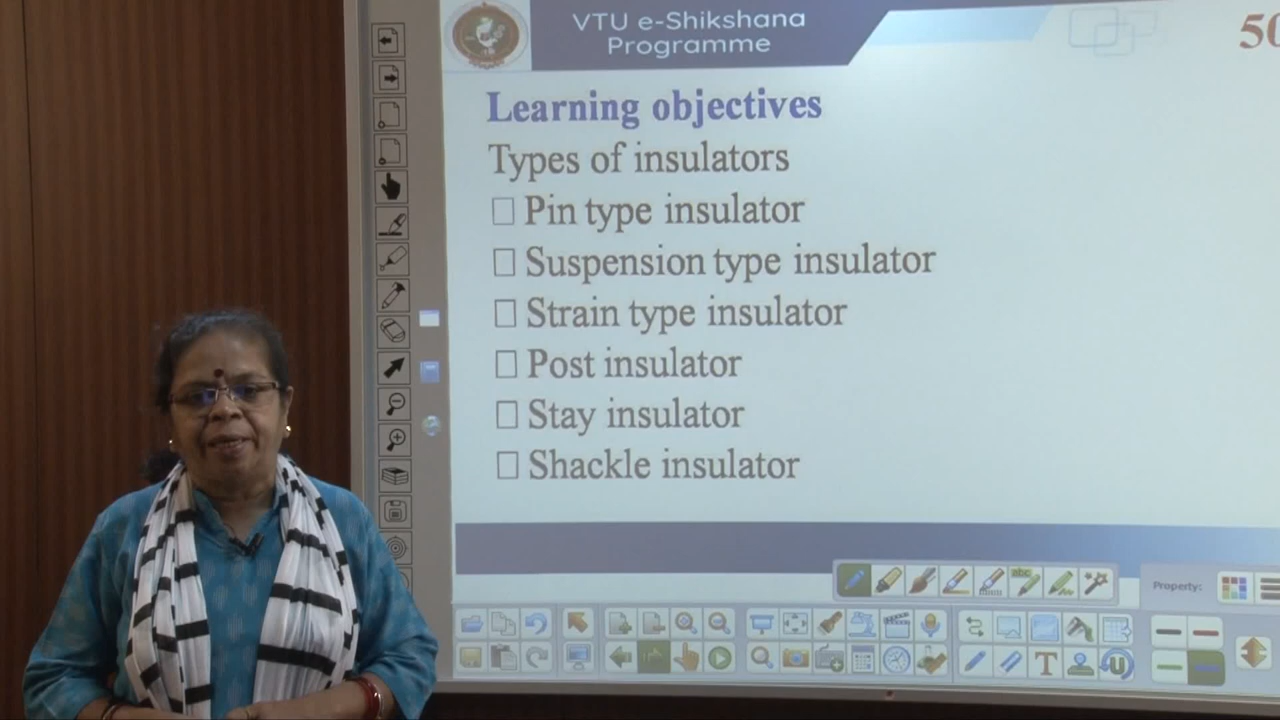 VTU e-Shikshana
Programme
50
Learning objectives
Types of insulators
Pin type insulator
Suspension type insulator
Strain type insulator
Post insulator
Stay insulator
Shackle insulator
abc
Property:
T